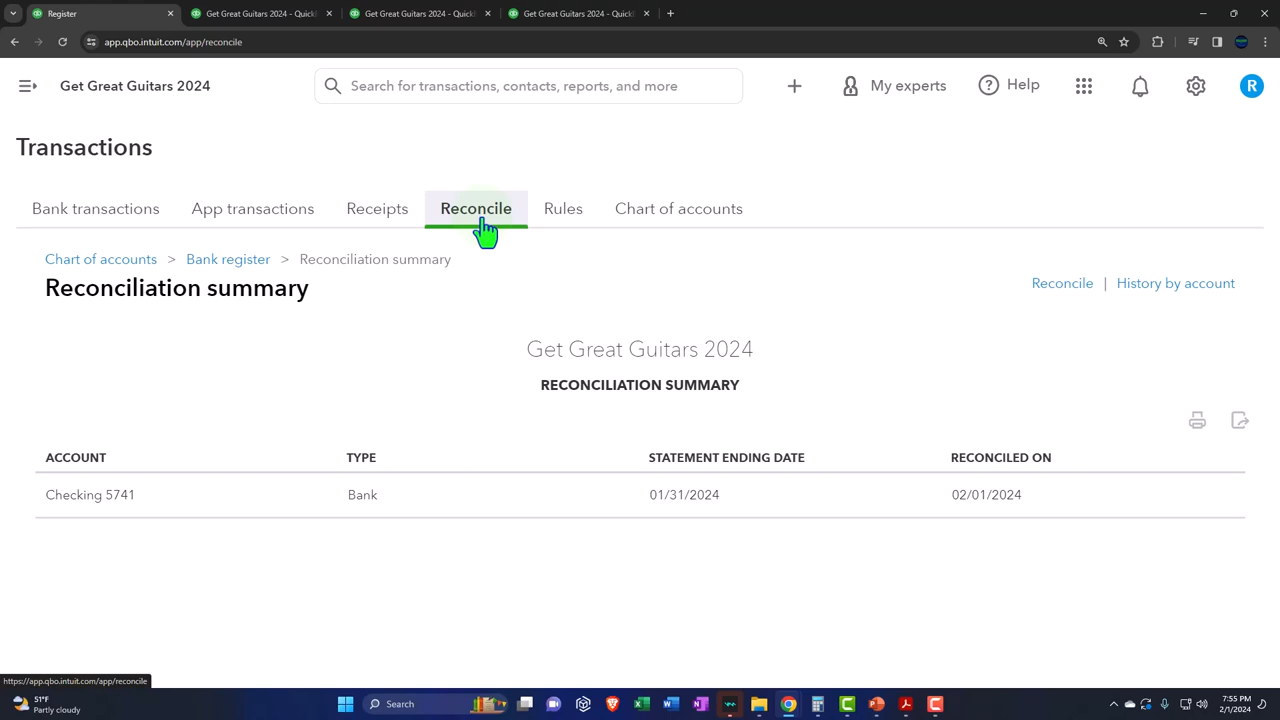 Register
Get Great Guitars 2024 - Quick
Get Great Guitars 2024 - Quick
Get Great Guitars 2024 - Quick
app.qbo.intuit.com/app/reconcile
Get Great Guitars 2024
Search for transactions, contacts, reports, and more
My experts
Help
R
Transactions
Bank transactions
App transactions
Receipts
Reconcile
Rules
Chart of accounts
Chart of accounts > Bank register > Reconciliation summary
Reconciliation summary
Reconcile | History by account
Get Great Guitars 2024
RECONCILIATION SUMMARY
ACCOUNT TYPE STATEMENT ENDING DATE RECONCILED ON
Checking 5741 Bank 01/31/2024 02/01/2024
https://app.qbo.intuit.com/app/reconcile
51°F
Partly cloudy
Search
7:55 PM
2/1/2024